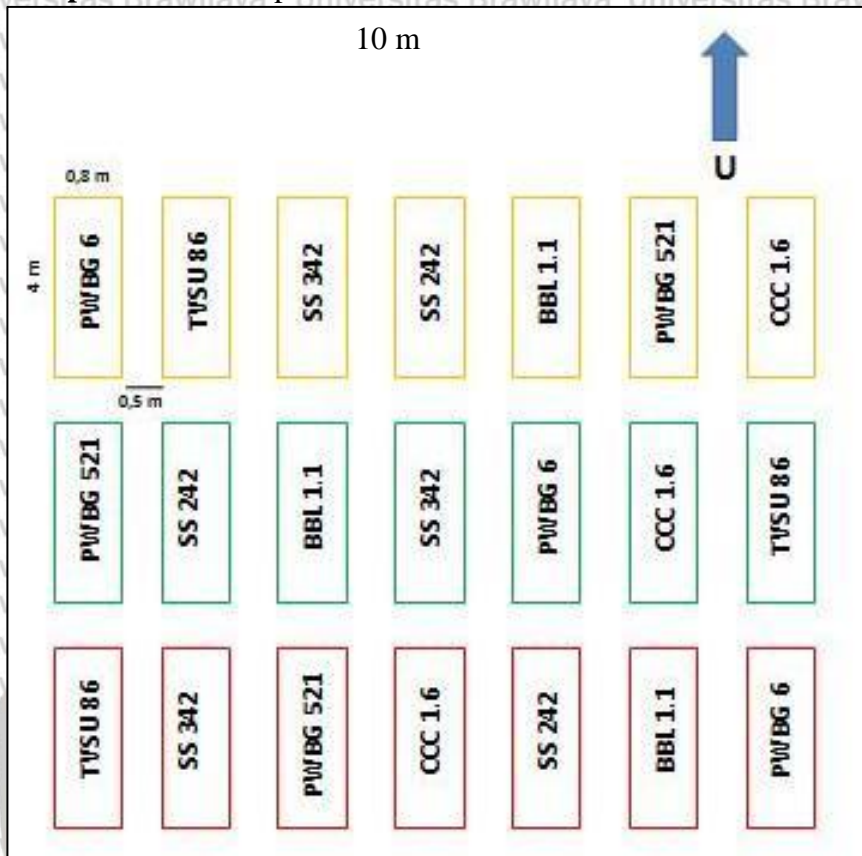 10 m
U
0,8 m
4 m
PWBG 6
TVSU 86
SS 342
SS 242
BBL 1.1
PWBG 521
CCC 1.6
0,5 m
PWBG 521
SS 242
BBL 1.1
SS 342
PWBG 6
CCC 1.6
TVSU 86
TVSU 86
SS 342
PWBG 521
CCC 1.6
SS 242
BBL 1.1
PWBG 6